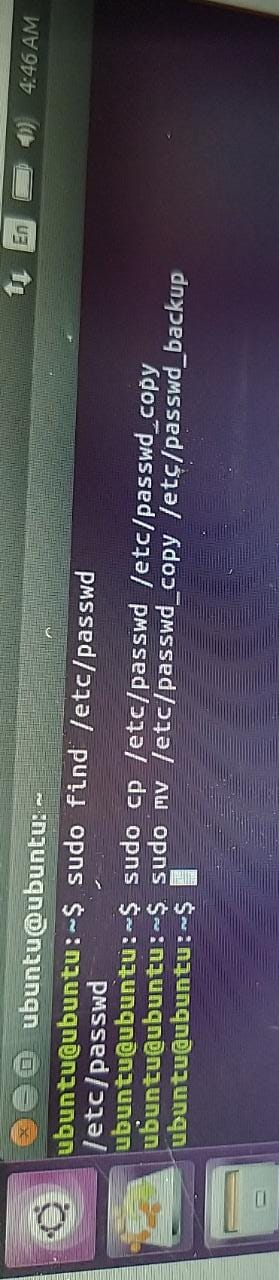 En 4:46 AM
ubuntu@ubuntu: ~
ubuntu@ubuntu:~$ sudo find /etc/passwd
/etc/passwd
ubuntu@ubuntu:~$ sudo cp /etc/passwd /etc/passwd_copy
ubuntu@ubuntu:~$ sudo mv /etc/passwd_copy /etc/passwd_backup
ubuntu@ubuntu:~$